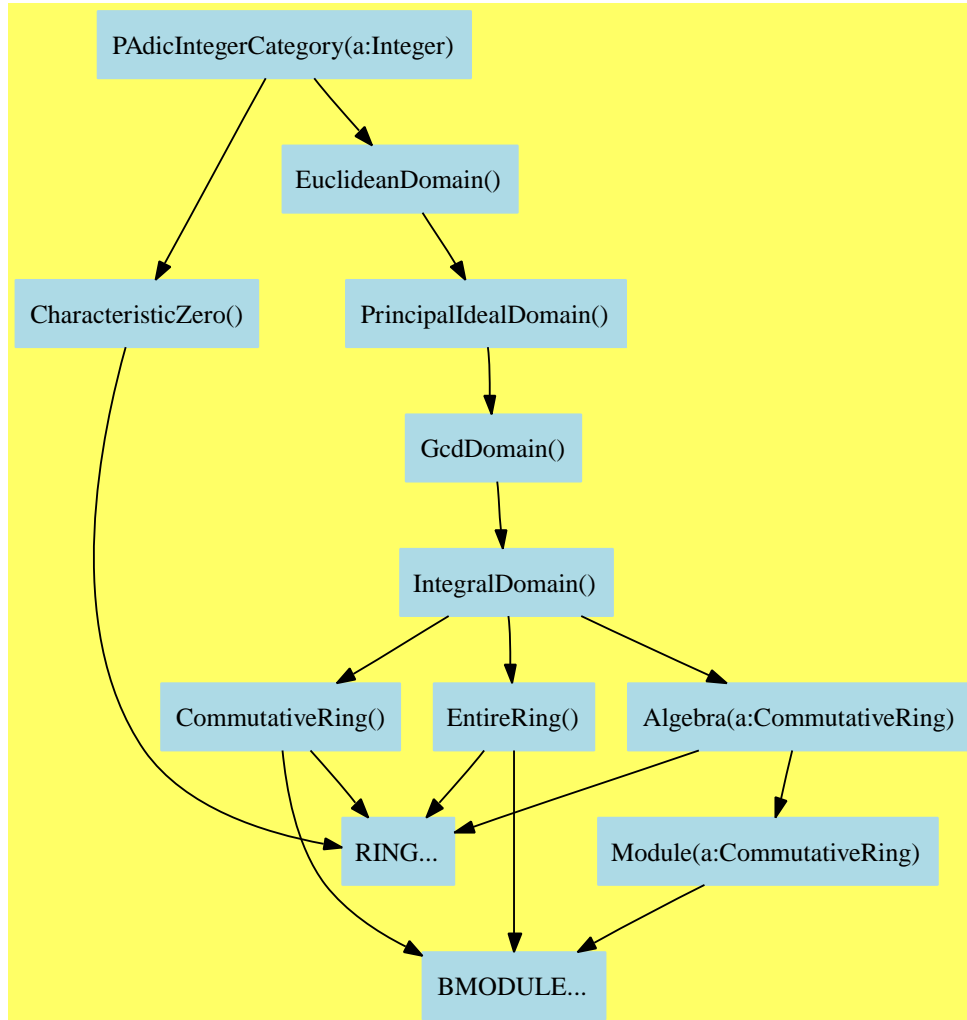 PAdicIntegerCategory(a:Integer)
EuclideanDomain()
CharacteristicZero()
PrincipalIdealDomain()
GcdDomain()
IntegralDomain()
CommutativeRing()
EntireRing()
Algebra(a:CommutativeRing)
RING...
Module(a:CommutativeRing)
BMODULE...